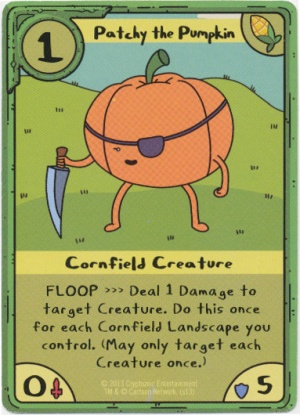 1
Patchy the Pumpkin
Cornfield Creature
FLOOP >>> Deal 1 Damage to
target Creature. Do this once
for each Cornfield Landscape you
control. (May only target each
Creature once.)
0
© 2013 Cryptozoic Entertainment
TM & © Cartoon Network.
5